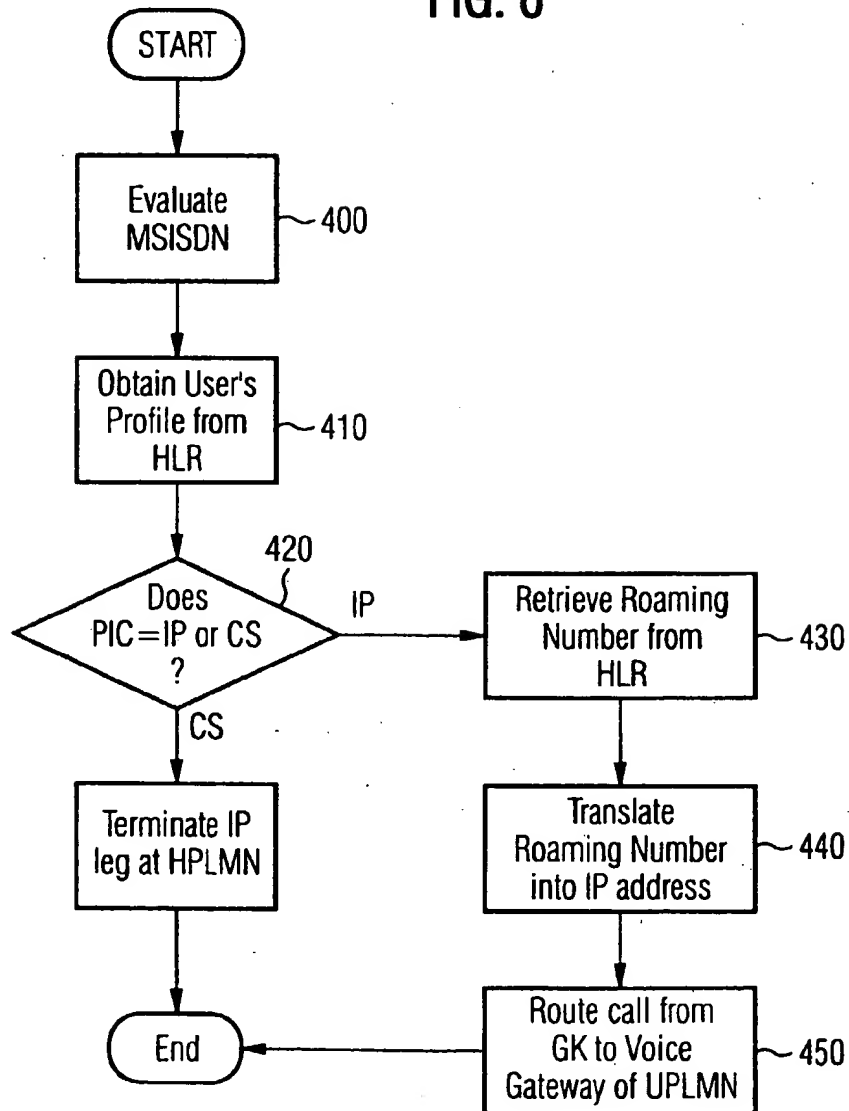 FIG. 8
START
Evaluate
MSISDN
400
Obtain User's
Profile from
HLR
410
420
Does
PIC=IP or CS
?
IP
CS
Retrieve Roaming
Number from
HLR
430
Translate
Roaming Number
into IP address
440
Terminate IP
leg at HPLMN
Route call from
GK to Voice
Gateway of UPLMN
450
End